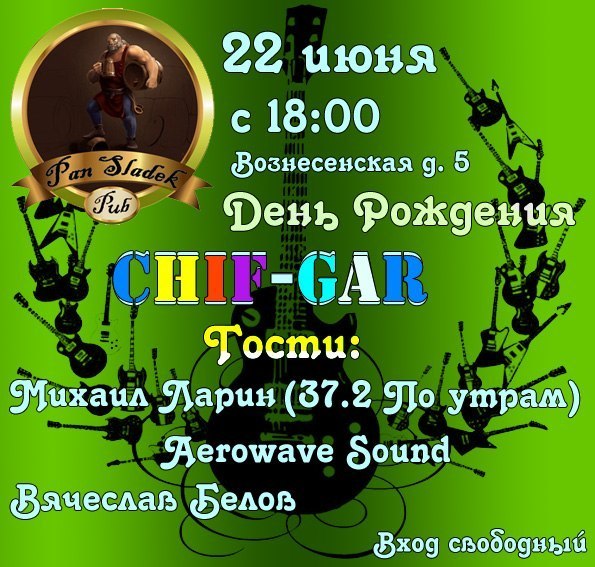 Pan Sladek
Pub
22 июня
с 18:00
Вознесенская д. 5
День Рождения
CHIF-GAR
Гости:
Михаил Ларин (37.2 По утрам)
Aerowave Sound
Вячеслав Белов
Вход свободный